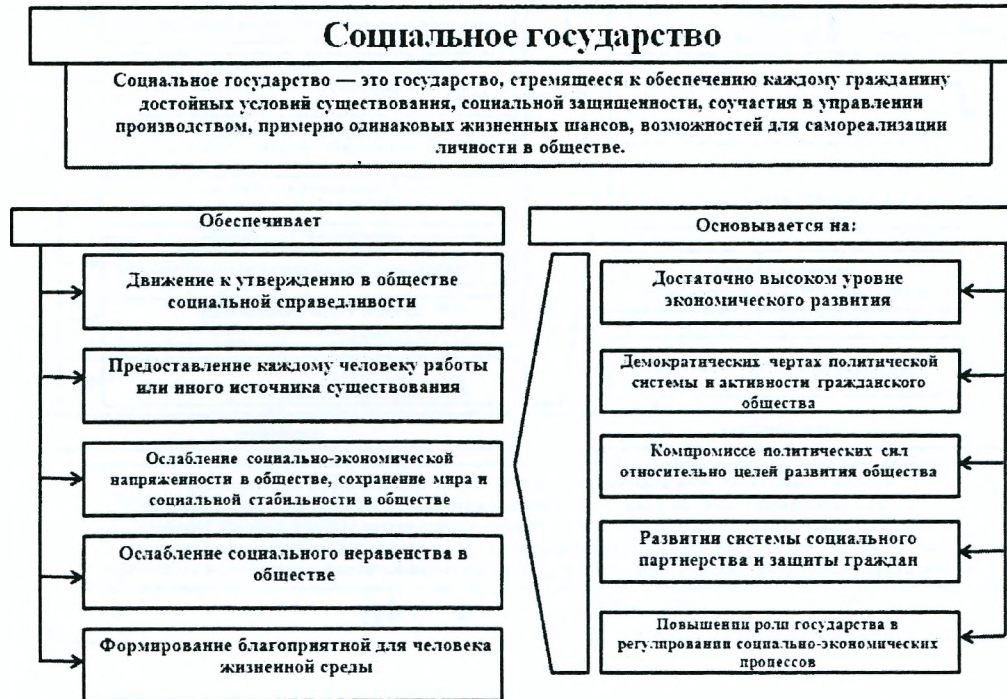 Социальное государство
Социальное государство — это государство, стремящееся к обеспечению каждому гражданину
достойных условий существования, социальной защищенности, соучастия в управлении
производством, примерно одинаковых жизненных шансов, возможностей для самореализации
личности в обществе.
Обеспечивает
Движение к утверждению в обществе
социальной справедливости
Предоставление каждому человеку работы
или иного источника существования
Ослабление социально-экономической
напряженности в обществе, сохранение мира и
социальной стабильности в обществе
Ослабление социального неравенства в
обществе
Формирование благоприятной для человека
жизненной среды
Основывается на:
Достаточно высоком уровне
экономического развития
Демократических чертах политической
системы и активности гражданского
общества
Компромиссе политических сил
относительно целей развития общества
Развитии системы социального
партнерства и защиты граждан
Повышении роли государства в
регулировании социально-экономических
процессов